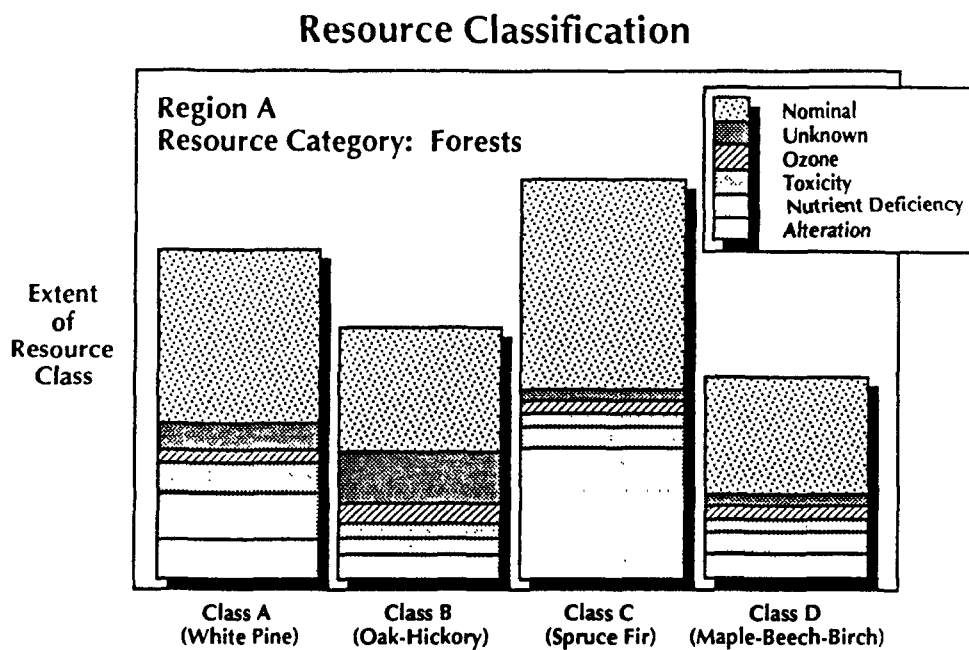 Resource Classification
Region A
Resource Category: Forests
Nominal
Unknown
Ozone
Toxicity
Nutrient Deficiency
Alteration
Extent
of
Resource
Class
Class A
(White Pine)
Class B
(Oak-Hickory)
Class C
(Spruce Fir)
Class D
(Maple-Beech-Birch)